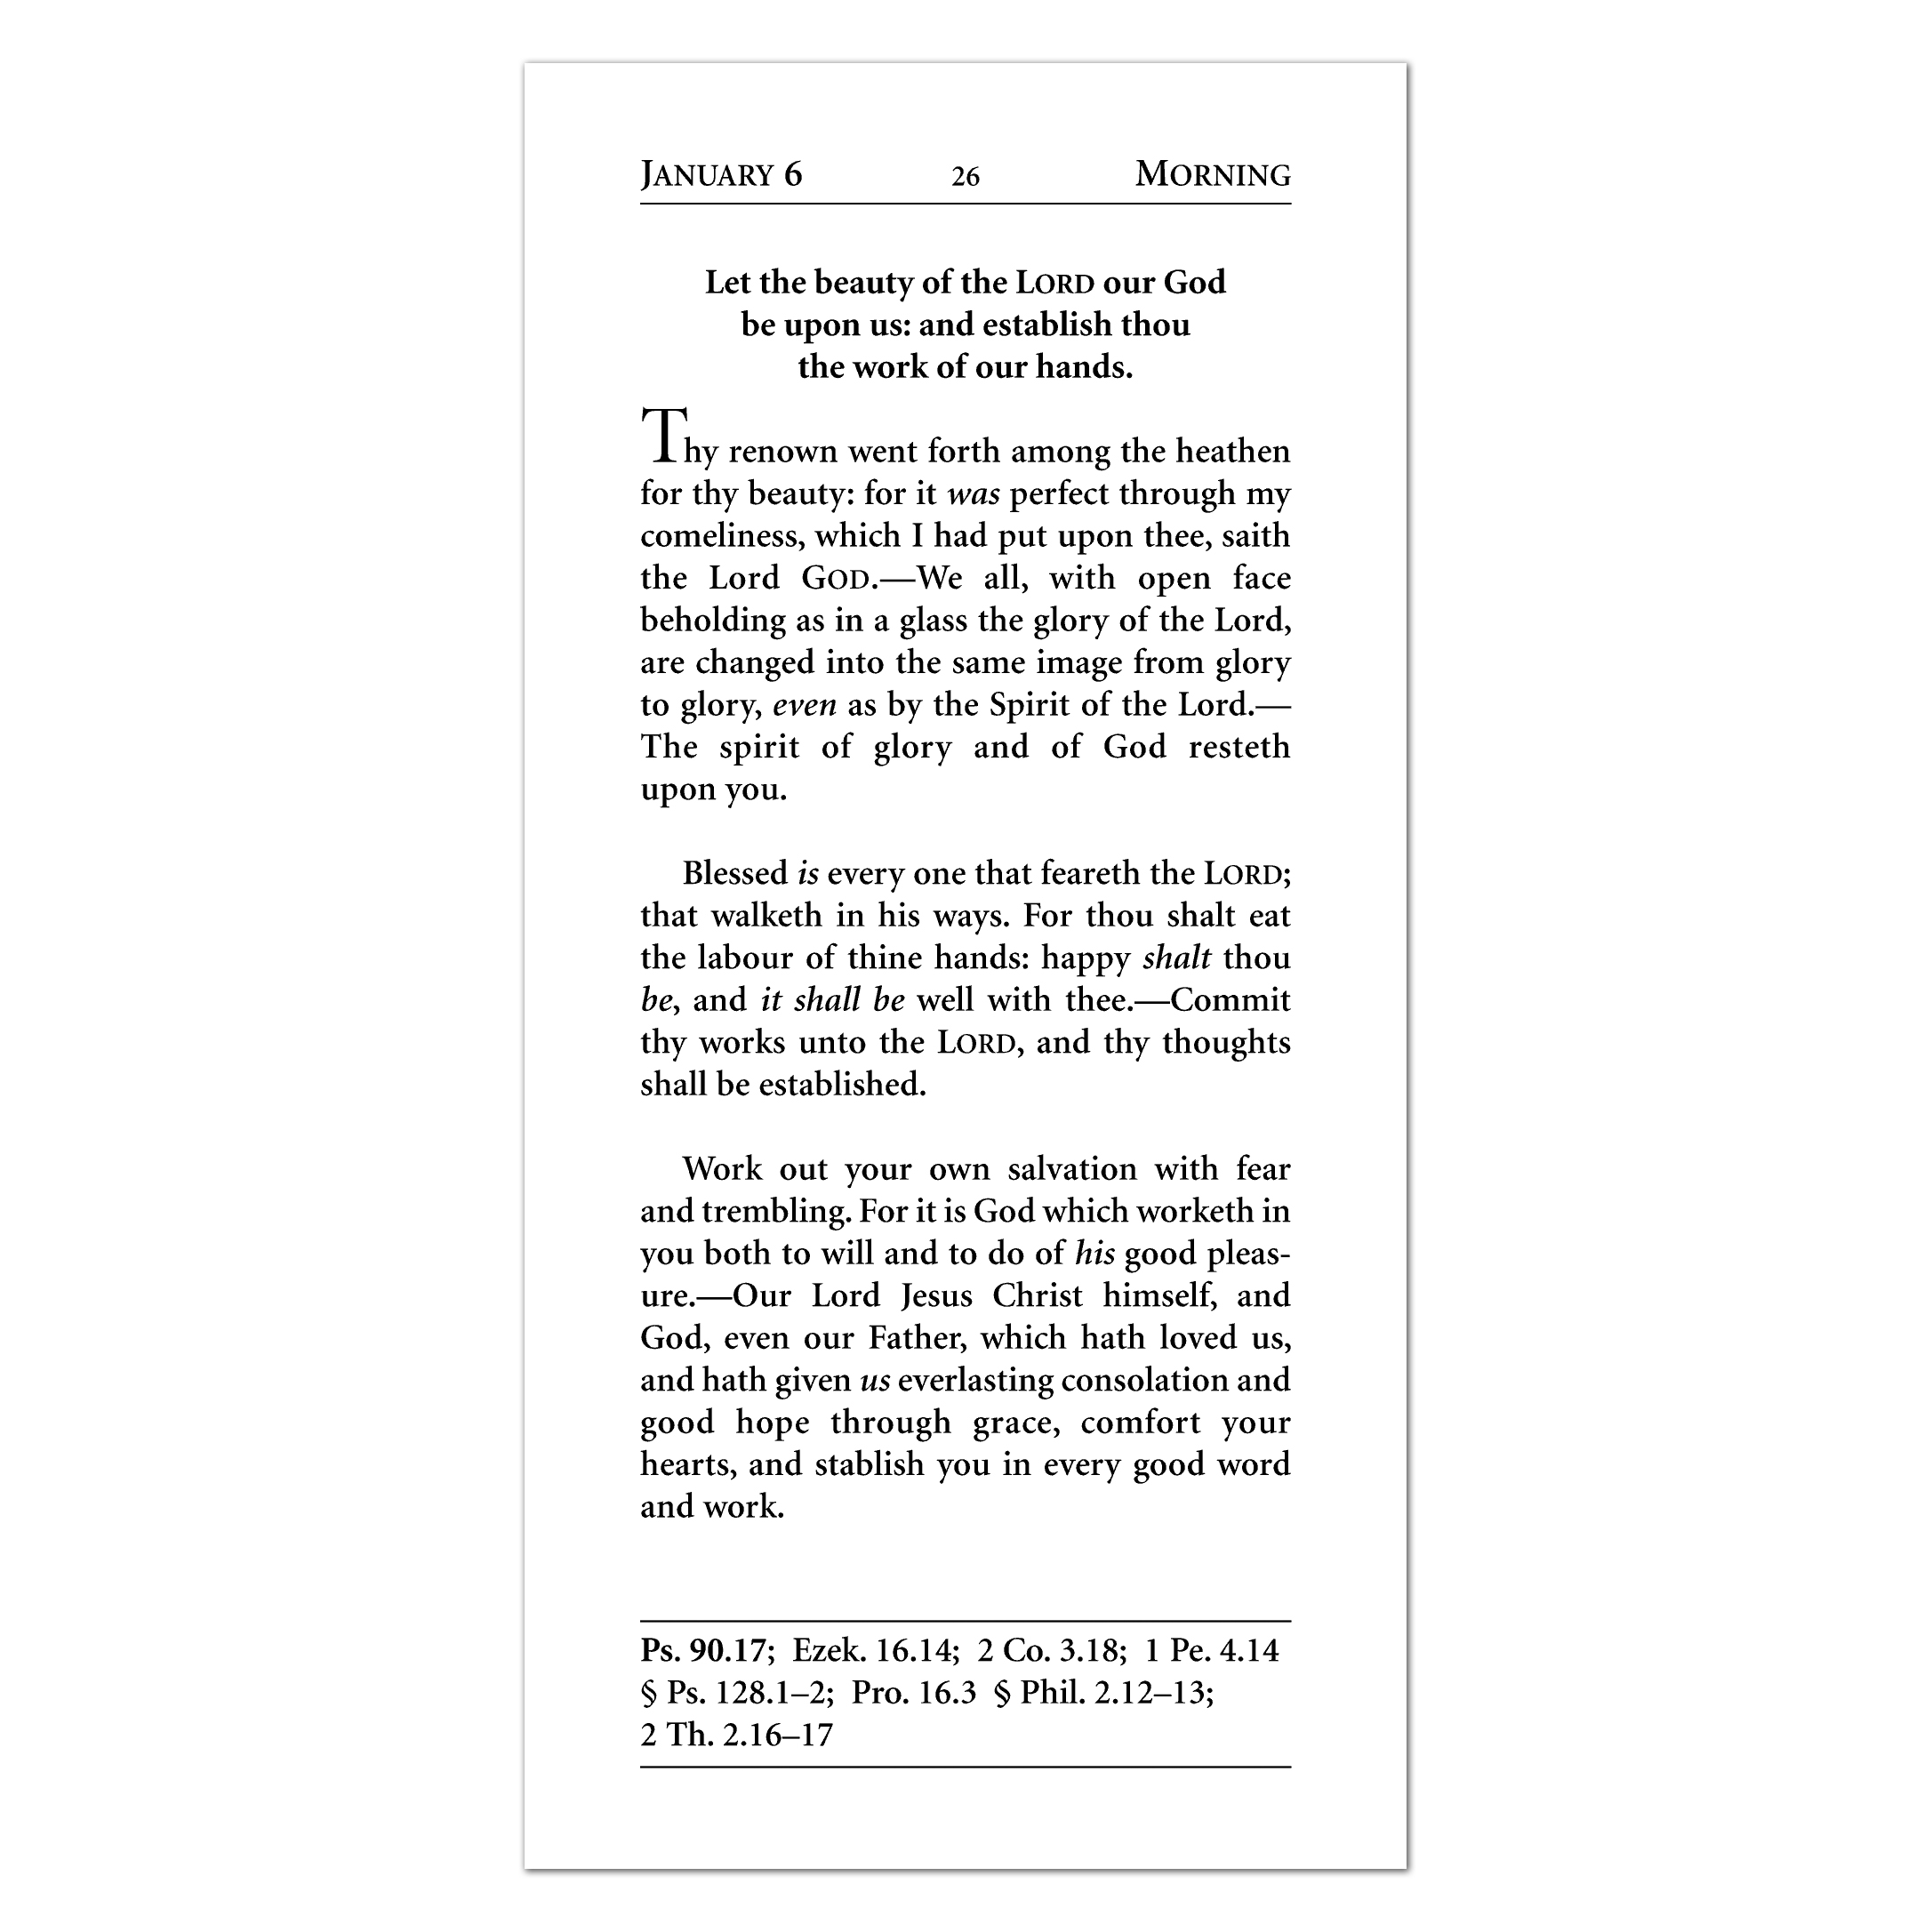 January 6 26 Morning
Let the beauty of the Lord our God
be upon us: and establish thou
the work of our hands.
Thy renown went forth among the heathen
for thy beauty: for it was perfect through my
comeliness, which I had put upon thee, saith
the Lord God.—We all, with open face
beholding as in a glass the glory of the Lord,
are changed into the same image from glory
to glory, even as by the Spirit of the Lord.—
The spirit of glory and of God resteth
upon you.
Blessed is every one that feareth the Lord;
that walketh in his ways. For thou shalt eat
the labour of thine hands: happy shalt thou
be, and it shall be well with thee.—Commit
thy works unto the Lord, and thy thoughts
shall be established.
Work out your own salvation with fear
and trembling. For it is God which worketh in
you both to will and to do of his good pleas-
ure.—Our Lord Jesus Christ himself, and
God, even our Father, which hath loved us,
and hath given us everlasting consolation and
good hope through grace, comfort your
hearts, and stablish you in every good word
and work.
Ps. 90.17; Ezek. 16.14; 2 Co. 3.18; 1 Pe. 4.14
§ Ps. 128.1–2; Pro. 16.3 § Phil. 2.12–13;
2 Th. 2.16–17